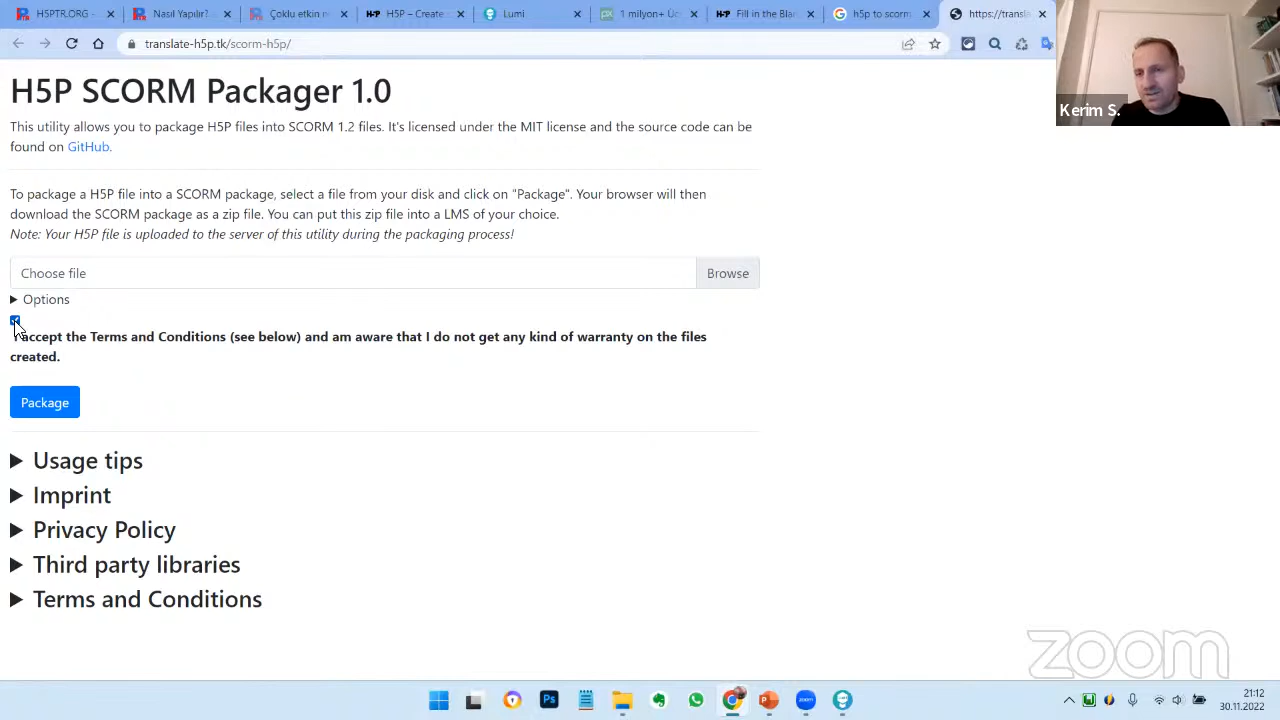 H5P.ORG
Nasıl Yapılır?
Çoklu etkin
H5P – Create
Lumi
1 milyon+ Üc
Fill in the Blan
h5p to scorm
https://transla
translate-h5p.tk/scorm-h5p/
H5P SCORM Packager 1.0
This utility allows you to package H5P files into SCORM 1.2 files. It's licensed under the MIT license and the source code can be
found on GitHub.
To package a H5P file into a SCORM package, select a file from your disk and click on "Package". Your browser will then
download the SCORM package as a zip file. You can put this zip file into a LMS of your choice.
Note: Your H5P file is uploaded to the server of this utility during the packaging process!
Choose file
Browse
Options
I accept the Terms and Conditions (see below) and am aware that I do not get any kind of warranty on the files
created.
Package
Usage tips
Imprint
Privacy Policy
Third party libraries
Terms and Conditions
Kerim S.
zoom
Ps
zoom
21:12
30.11.2022